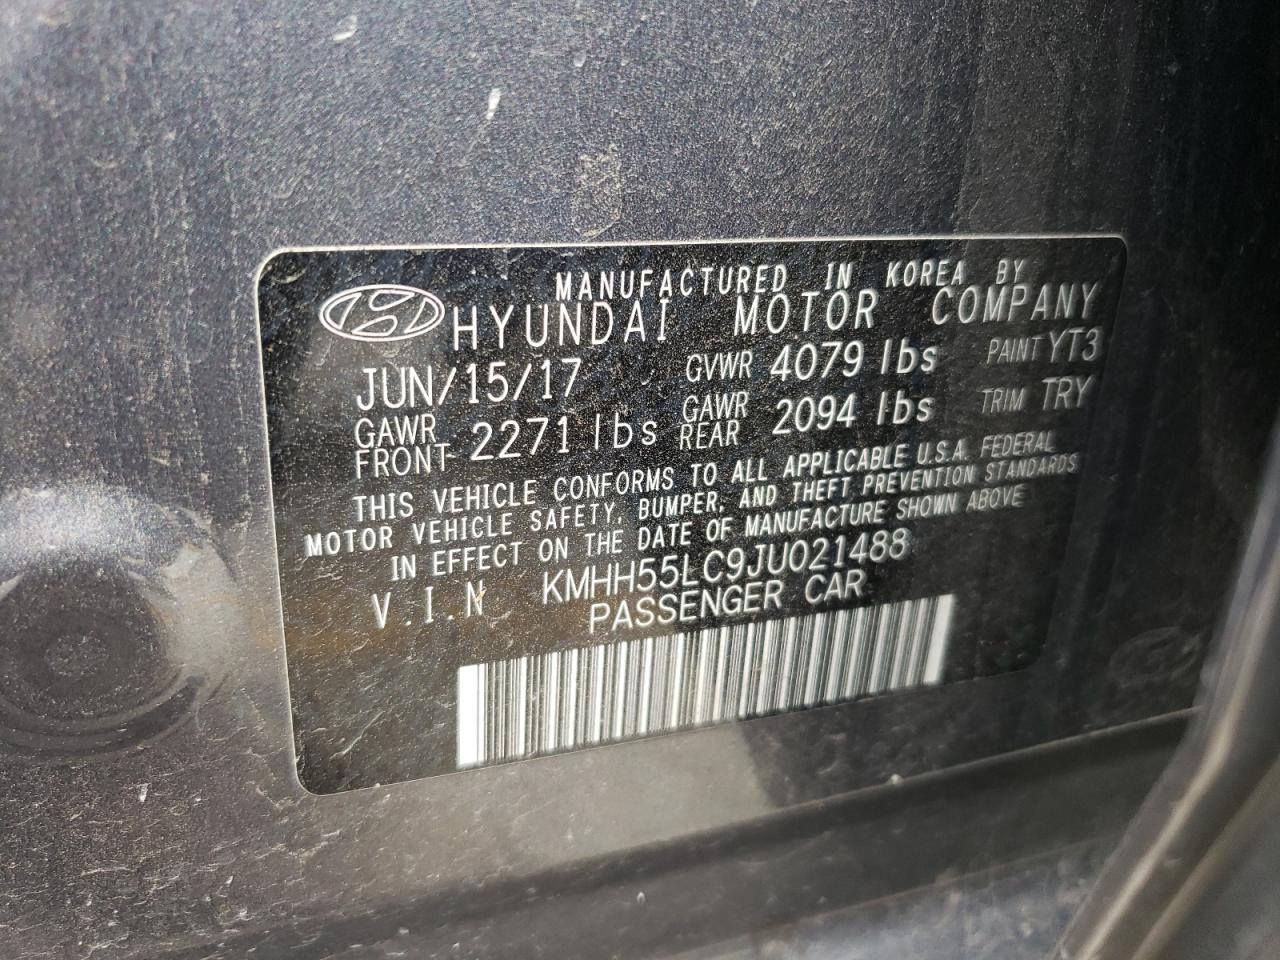 MANUFACTURED IN KOREA BY
HYUNDAI MOTOR COMPANY
JUN/15/17 GVWR 4079 lbs PAINT YT3
GAWR FRONT 2271 lbs GAWR REAR 2094 lbs TRIM TRY
THIS VEHICLE CONFORMS TO ALL APPLICABLE U.S.A. FEDERAL
MOTOR VEHICLE SAFETY, BUMPER, AND THEFT PREVENTION STANDARDS
IN EFFECT ON THE DATE OF MANUFACTURE SHOWN ABOVE
V.I.N KMHH55LC9JU021488
PASSENGER CAR